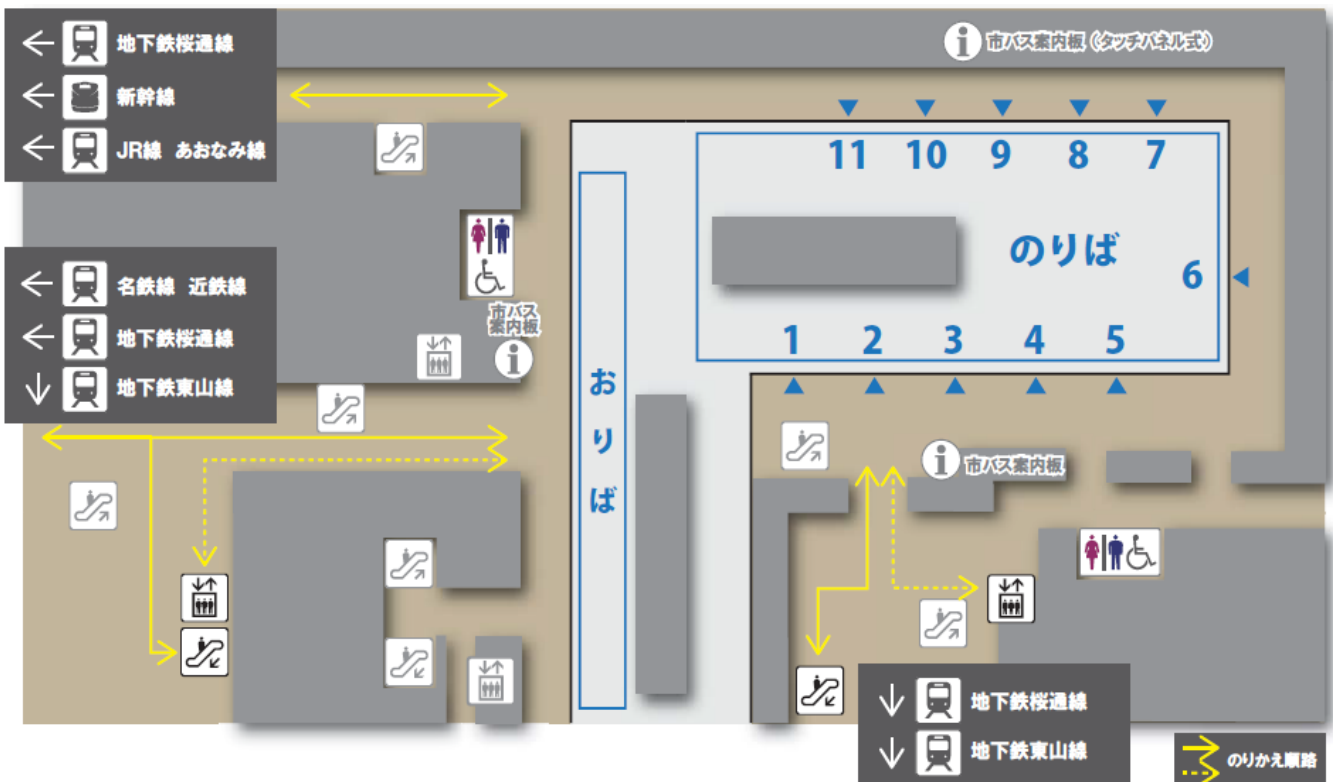 地下鉄桜通線
新幹線
JR線 あおなみ線
市バス案内板（タッチパネル式）
11 10 9 8 7
名鉄線 近鉄線
地下鉄桜通線
地下鉄東山線
市バス
案内板
のりば
6
1 2 3 4 5
おりば
市バス案内板
地下鉄桜通線
地下鉄東山線
のりかえ順路